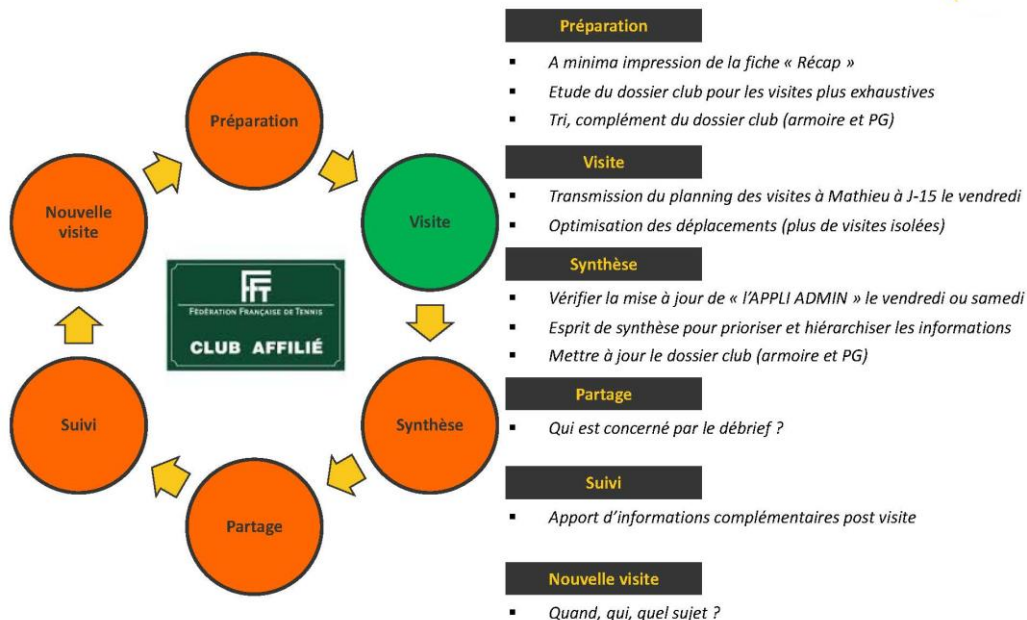 Préparation
Visite
Synthèse
Partage
Suivi
Nouvelle
visite
FFT
FÉDÉRATION FRANÇAISE DE TENNIS
CLUB AFFILIÉ
Préparation
▪ A minima impression de la fiche « Récap »
▪ Etude du dossier club pour les visites plus exhaustives
▪ Tri, complément du dossier club (armoire et PG)
Visite
▪ Transmission du planning des visites à Mathieu à J-15 le vendredi
▪ Optimisation des déplacements (plus de visites isolées)
Synthèse
▪ Vérifier la mise à jour de « l'APPLI ADMIN » le vendredi ou samedi
▪ Esprit de synthèse pour prioriser et hiérarchiser les informations
▪ Mettre à jour le dossier club (armoire et PG)
Partage
▪ Qui est concerné par le débrief ?
Suivi
▪ Apport d'informations complémentaires post visite
Nouvelle visite
▪ Quand, qui, quel sujet ?